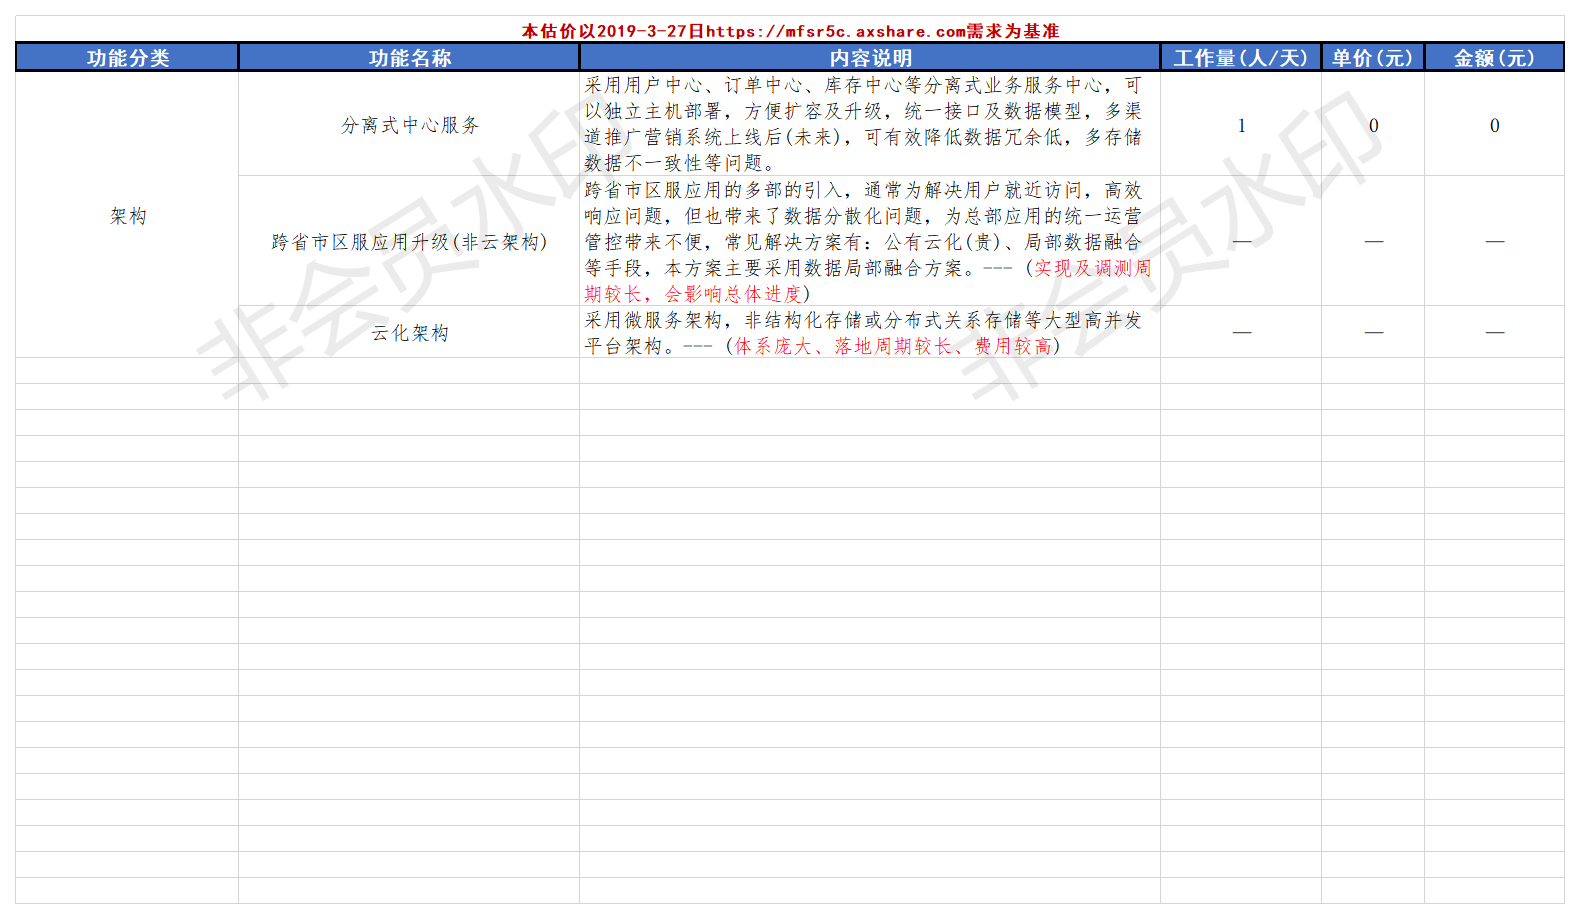 本估价以2019-3-27日https://mfsr5c.axshare.com需求为基准
功能分类 功能名称 内容说明 工作量(人/天) 单价(元) 金额(元)
架构
分离式中心服务
采用用户中心、订单中心、库存中心等分离式业务服务中心，可
以独立主机部署，方便扩容及升级，统一接口及数据模型，多渠
道推广营销系统上线后(未来)，可有效降低数据冗余低，多存储
数据不一致性等问题。
1 0 0
跨省市区服应用升级(非云架构)
跨省市区服应用的多部的引入，通常为解决用户就近访问，高效
响应问题，但也带来了数据分散化问题，为总部应用的统一运营
管控带来不便，常见解决方案有：公有云化(贵)、局部数据融合
等手段，本方案主要采用数据局部融合方案。---（实现及调测周
期较长，会影响总体进度)
— — —
云化架构
采用微服务架构，非结构化存储或分布式关系存储等大型高并发
平台架构。---（体系庞大、落地周期较长、费用较高)
— — —
非会员水印
非会员水印